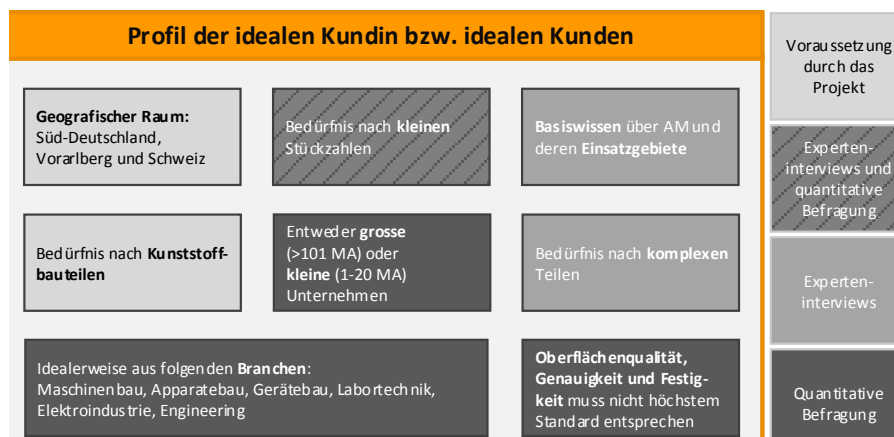 Profil der idealen Kundin bzw. idealen Kunden
Geografischer Raum:
Süd-Deutschland,
Vorarlberg und Schweiz
Bedürfnis nach kleinen
Stückzahlen
Basiswissen über AM und
deren Einsatzgebiete
Bedürfnis nach Kunststoff-
bauteilen
Entweder grosse
(>101 MA) oder
kleine (1-20 MA)
Unternehmen
Bedürfnis nach komplexen
Teilen
Idealerweise aus folgenden Branchen:
Maschinenbau, Apparatebau, Gerätebau, Labortechnik,
Elektroindustrie, Engineering
Oberflächenqualität,
Genauigkeit und Festig-
keit muss nicht höchstem
Standard entsprechen
Voraussetzung
durch das
Projekt
Experten-
interviews und
quantitative
Befragung
Experten-
interviews
Quantitative
Befragung